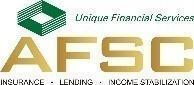 Unique Financial Services
AFSC
INSURANCE • LENDING • INCOME STABILIZATION